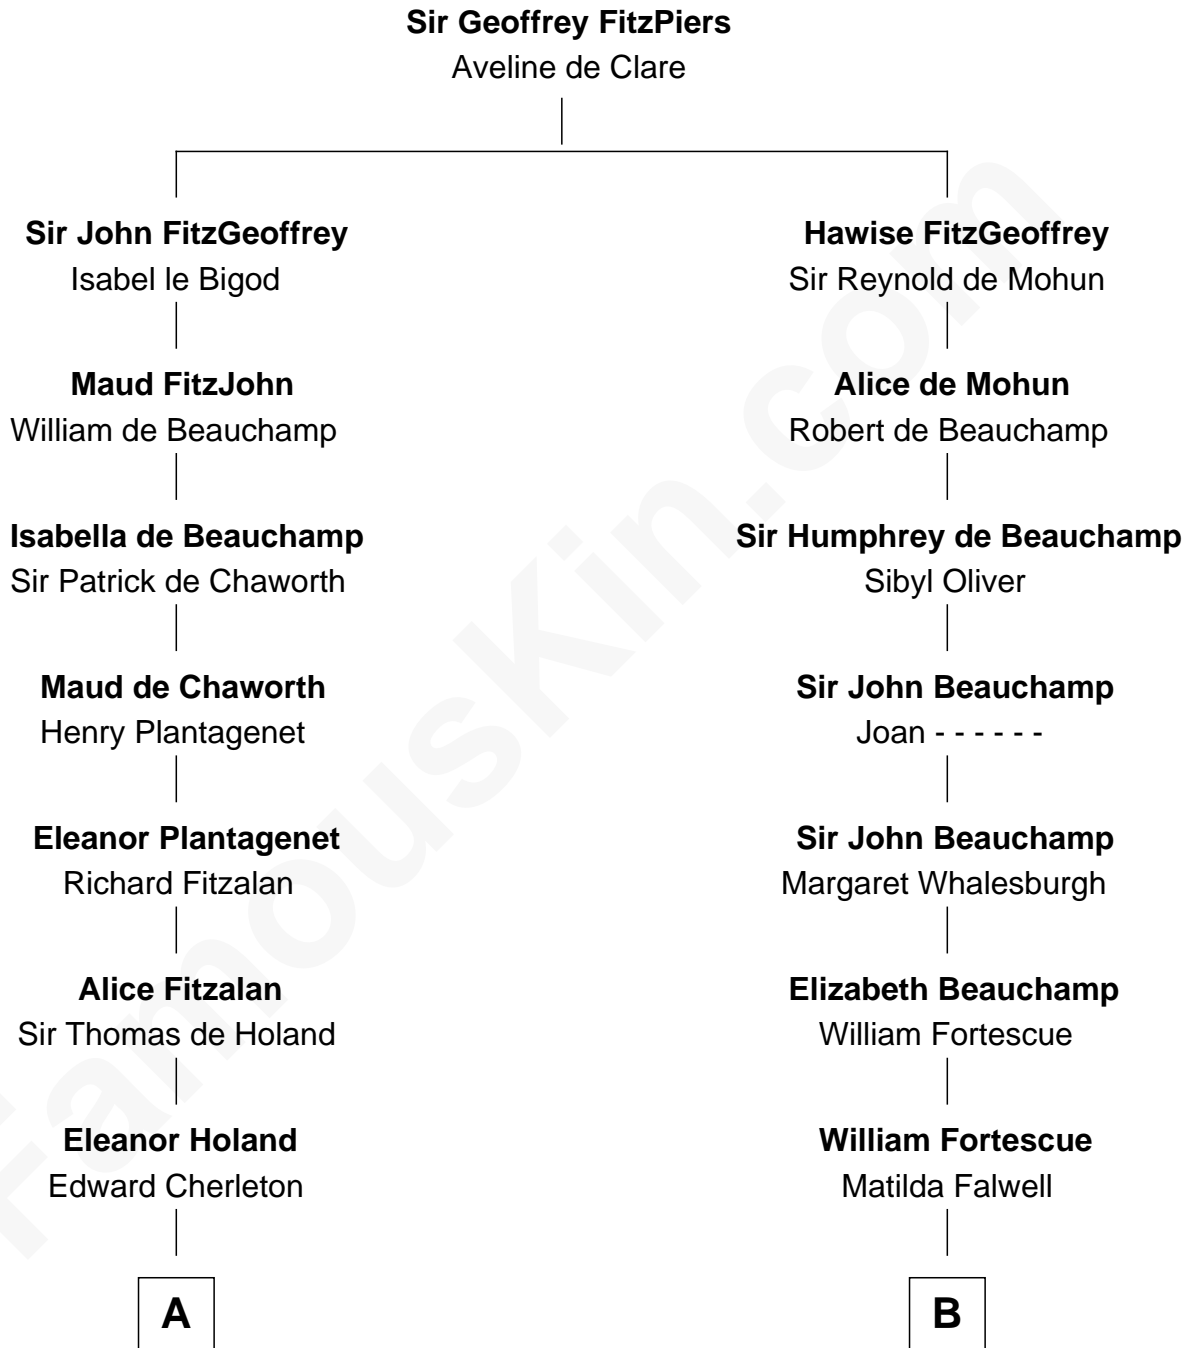 Sir Geoffrey FitzPiers
Aveline de Clare
Sir John FitzGeoffrey
Isabel le Bigod
Maud FitzJohn
William de Beauchamp
Isabella de Beauchamp
Sir Patrick de Chaworth
Maud de Chaworth
Henry Plantagenet
Eleanor Plantagenet
Richard Fitzalan
Alice Fitzalan
Sir Thomas de Holand
Eleanor Holand
Edward Cherleton
A
Hawise FitzGeoffrey
Sir Reynold de Mohun
Alice de Mohun
Robert de Beauchamp
Sir Humphrey de Beauchamp
Sibyl Oliver
Sir John Beauchamp
Joan - - - - - -
Sir John Beauchamp
Margaret Whalesburgh
Elizabeth Beauchamp
William Fortescue
William Fortescue
Matilda Falwell
B
FamousKin.com